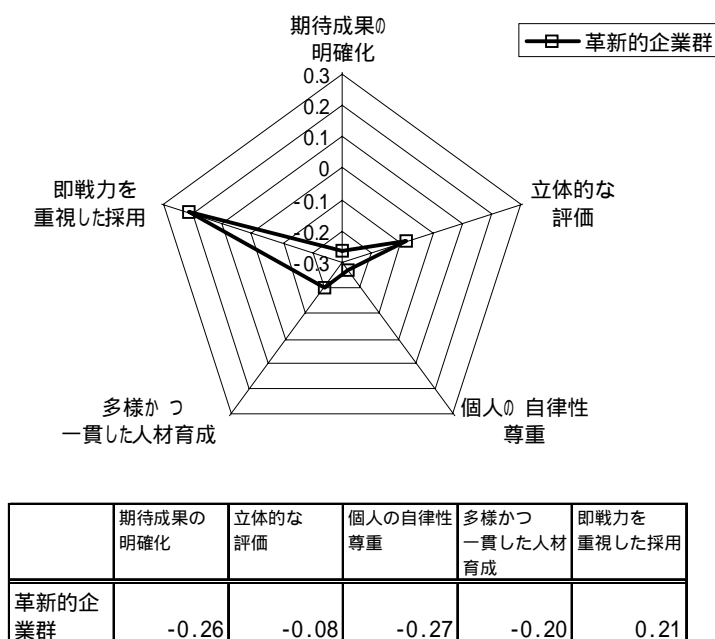 期待成果の
明確化
革新的企業群
0.3
0.2
0.1
0
-0.1
-0.2
-0.3
立体的な
評価
個人の 自律性
尊重
多様かつ
一貫した人材育成
即戦力を
重視した採用
期待成果の 立体的な 個人の自律性 多様かつ 即戦力を
明確化 評価 尊重 一貫した人材 重視した採用
育成
革新的企
業群 -0.26 -0.08 -0.27 -0.20 0.21